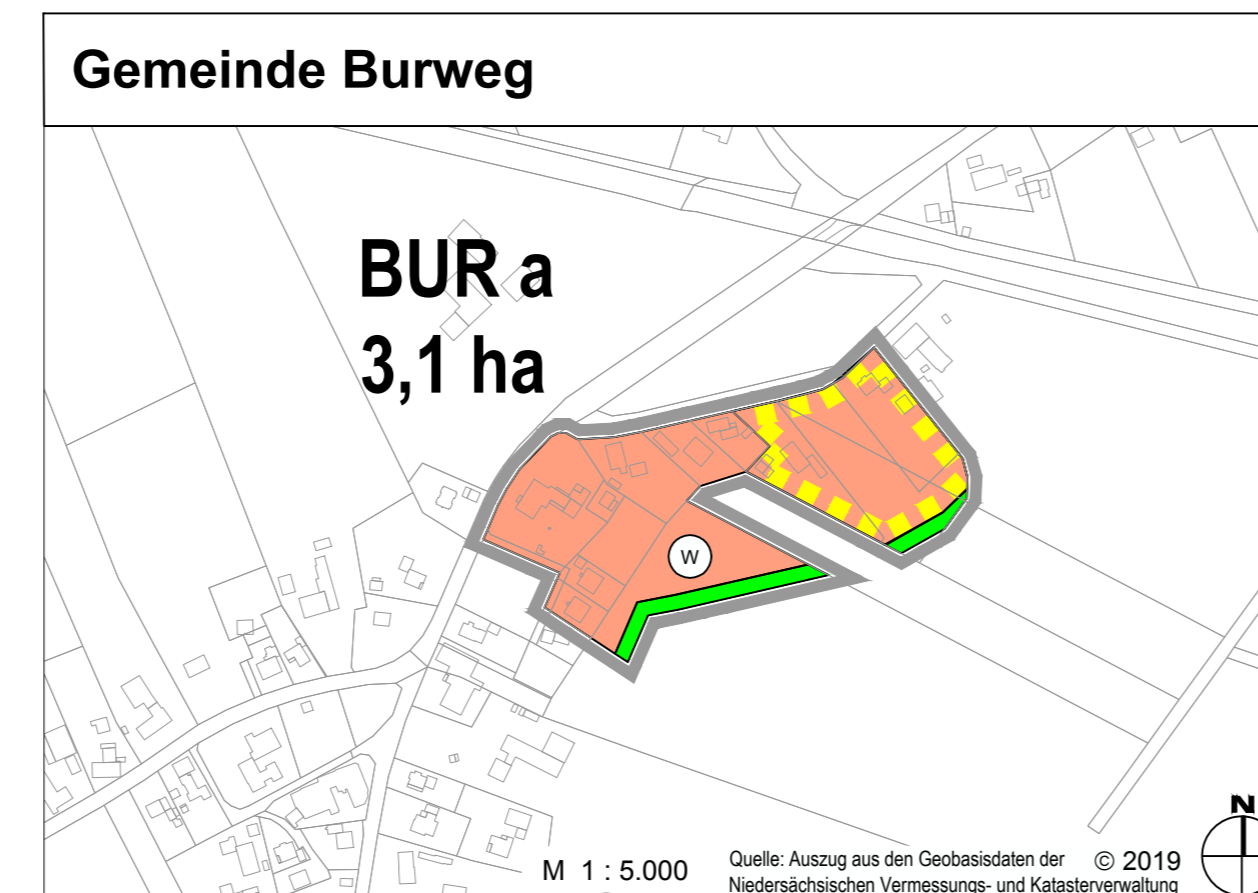 Gemeinde Burweg
BUR a
3,1 ha
W
N
M 1 : 5.000
Quelle: Auszug aus den Geobasisdaten der © 2019
Niedersächsischen Vermessungs- und Katasterverwaltung